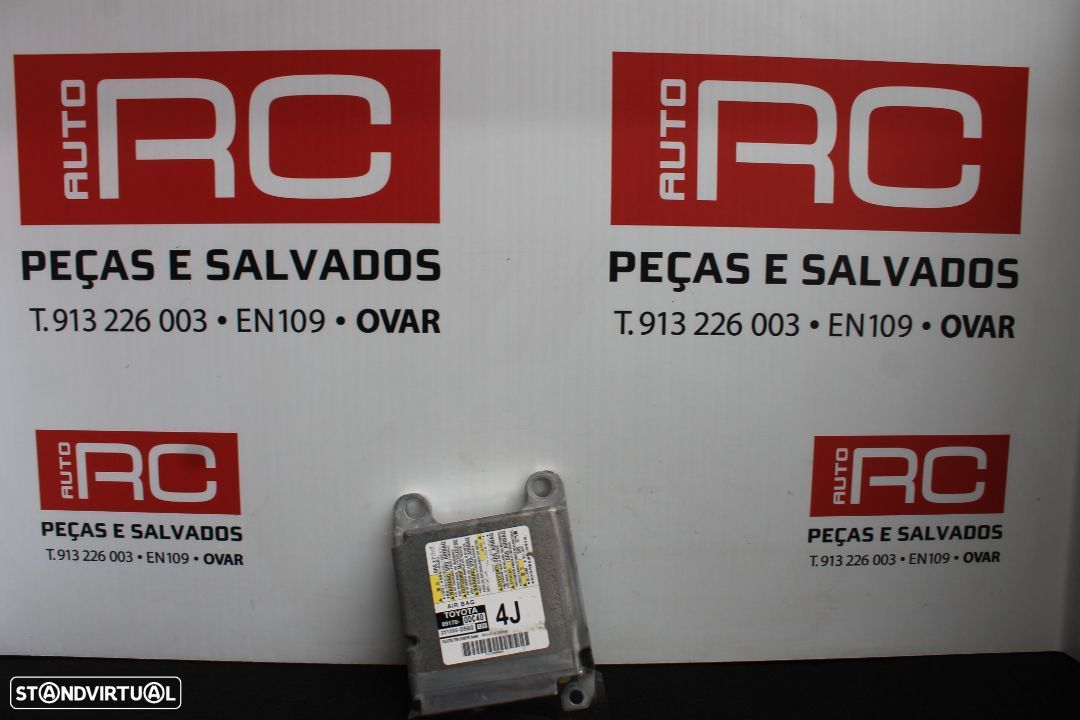 AUTO RC
PEÇAS E SALVADOS
T. 913 226 003 • EN109 • OVAR
AUTO RC
PEÇAS E SALVADOS
T. 913 226 003 • EN109 • OVAR
AUTO RC
PEÇAS E SALVADOS
T. 913 226 003 • EN109 • OVAR
AUTO RC
PEÇAS E SALVADOS
T. 913 226 003 • EN109 • OVAR
AIR BAG
TOYOTA
89170-0DC40 4J
12V
STANDVIRTUAL